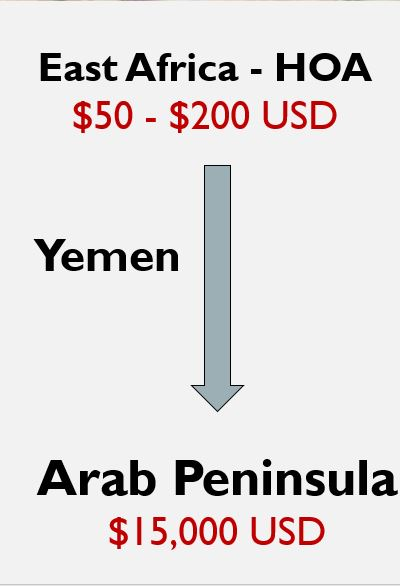 East Africa - HOA
$50 - $200 USD
Yemen
Arab Peninsula
$15,000 USD